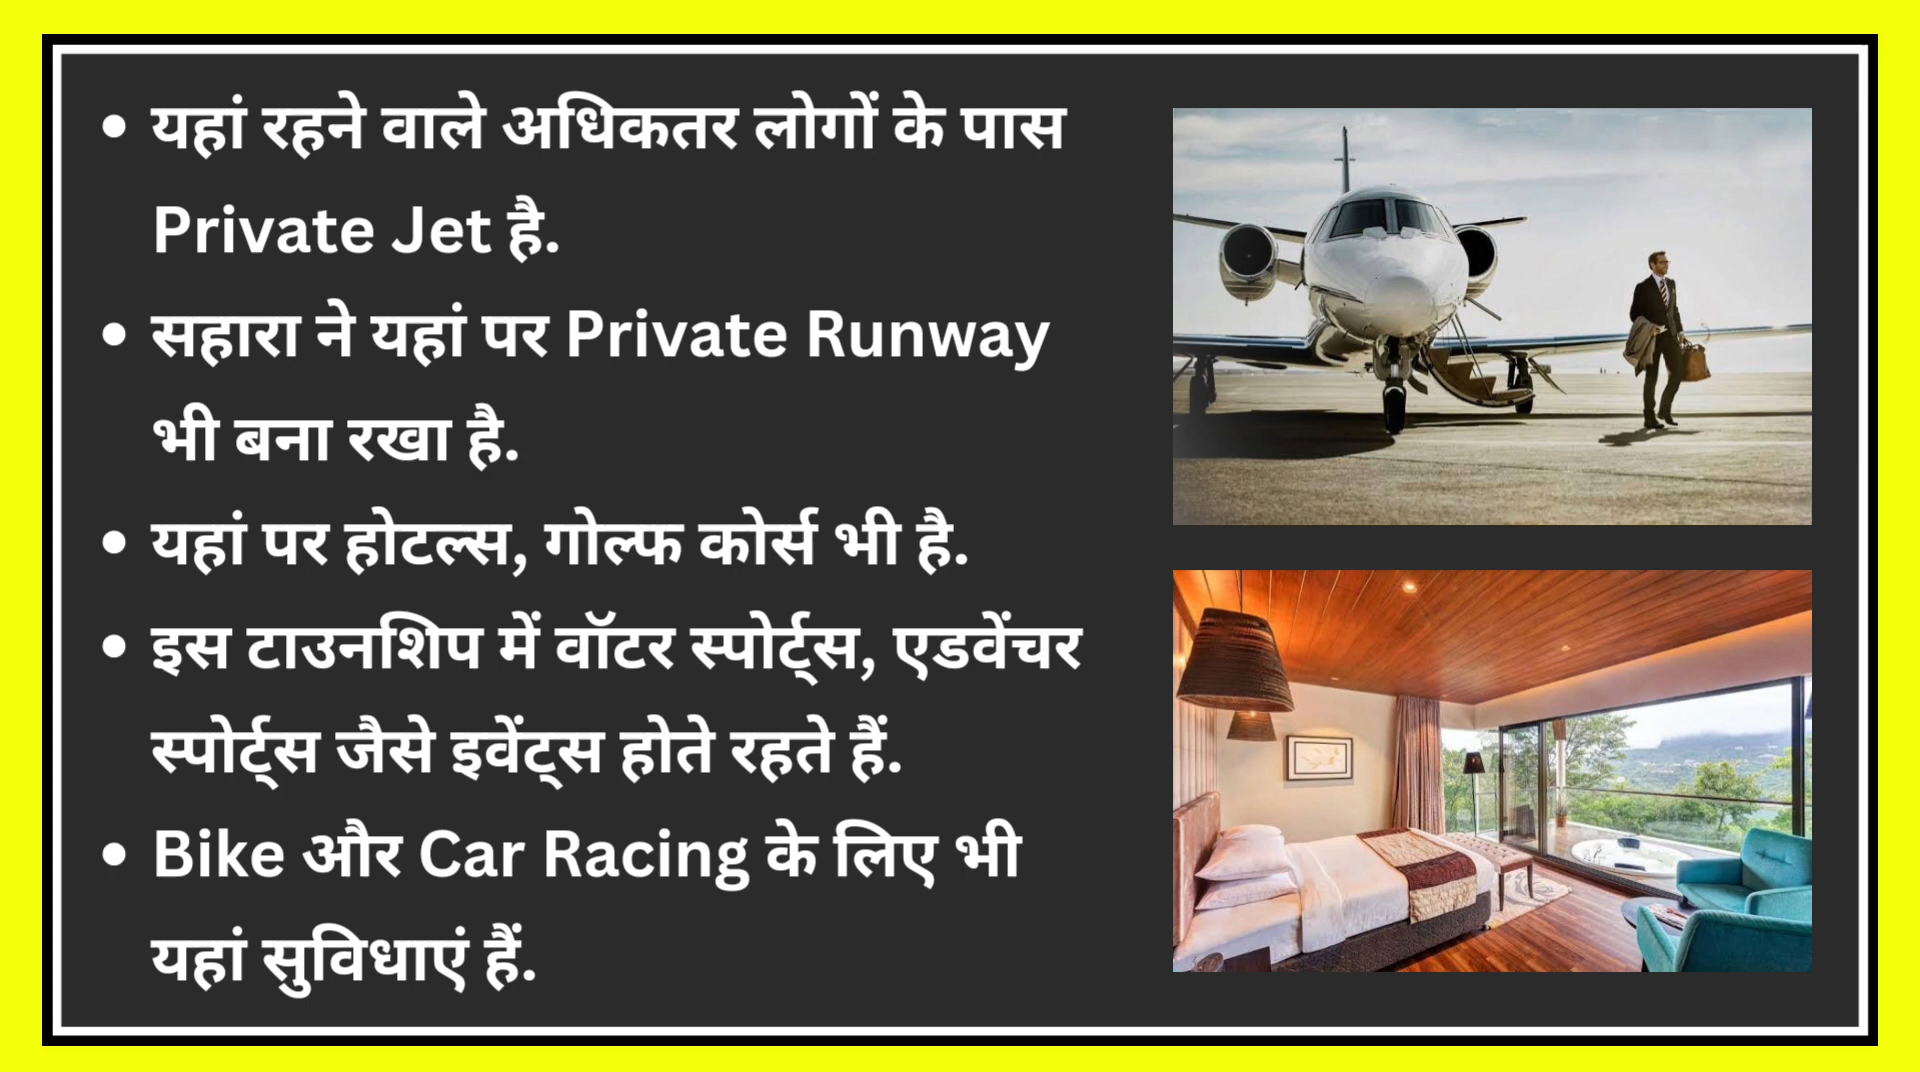 • यहां रहने वाले अधिकतर लोगों के पास
Private Jet है.
• सहारा ने यहां पर Private Runway
भी बना रखा है.
• यहां पर होटल्स, गोल्फ कोर्स भी है.
• इस टाउनशिप में वॉटर स्पोर्ट्स, एडवेंचर
स्पोर्ट्स जैसे इवेंट्स होते रहते हैं.
• Bike और Car Racing के लिए भी
यहां सुविधाएं हैं.